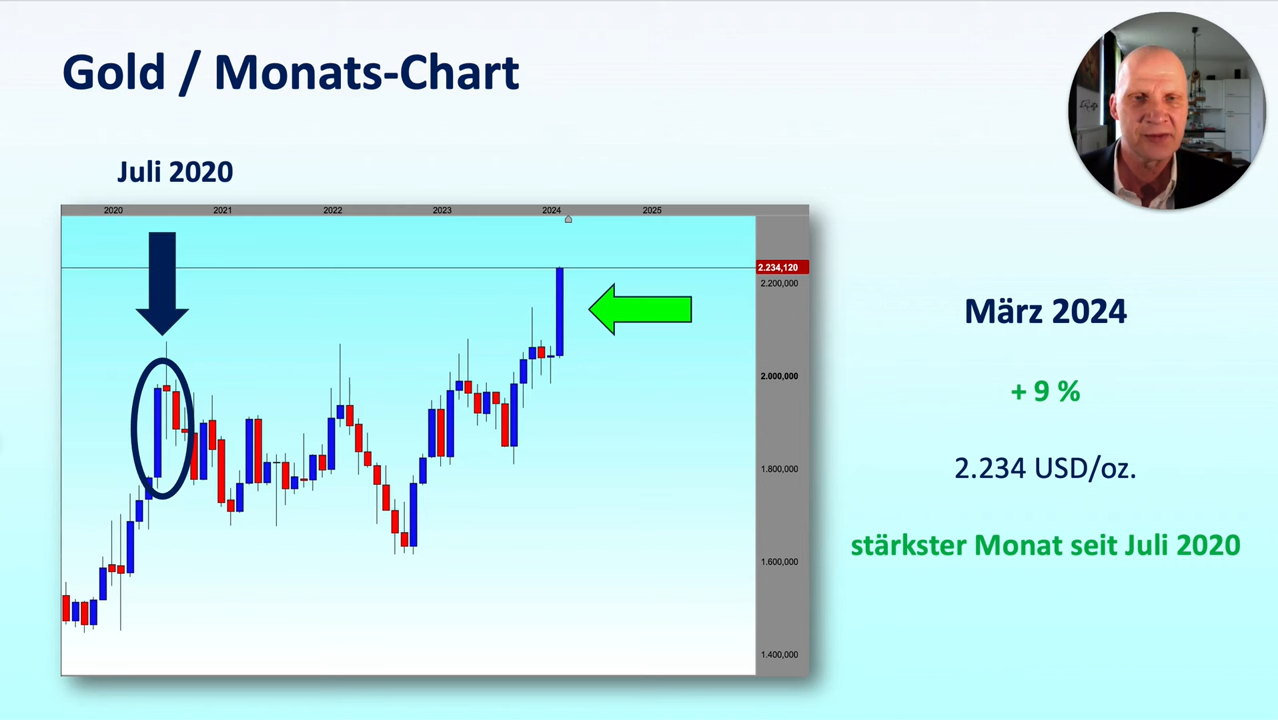 Gold / Monats-Chart
Juli 2020
2020 2021 2022 2023 2024 2025
2.234,120
2.200,000
2.000,000
1.800,000
1.600,000
1.400,000
März 2024
+ 9 %
2.234 USD/oz.
stärkster Monat seit Juli 2020